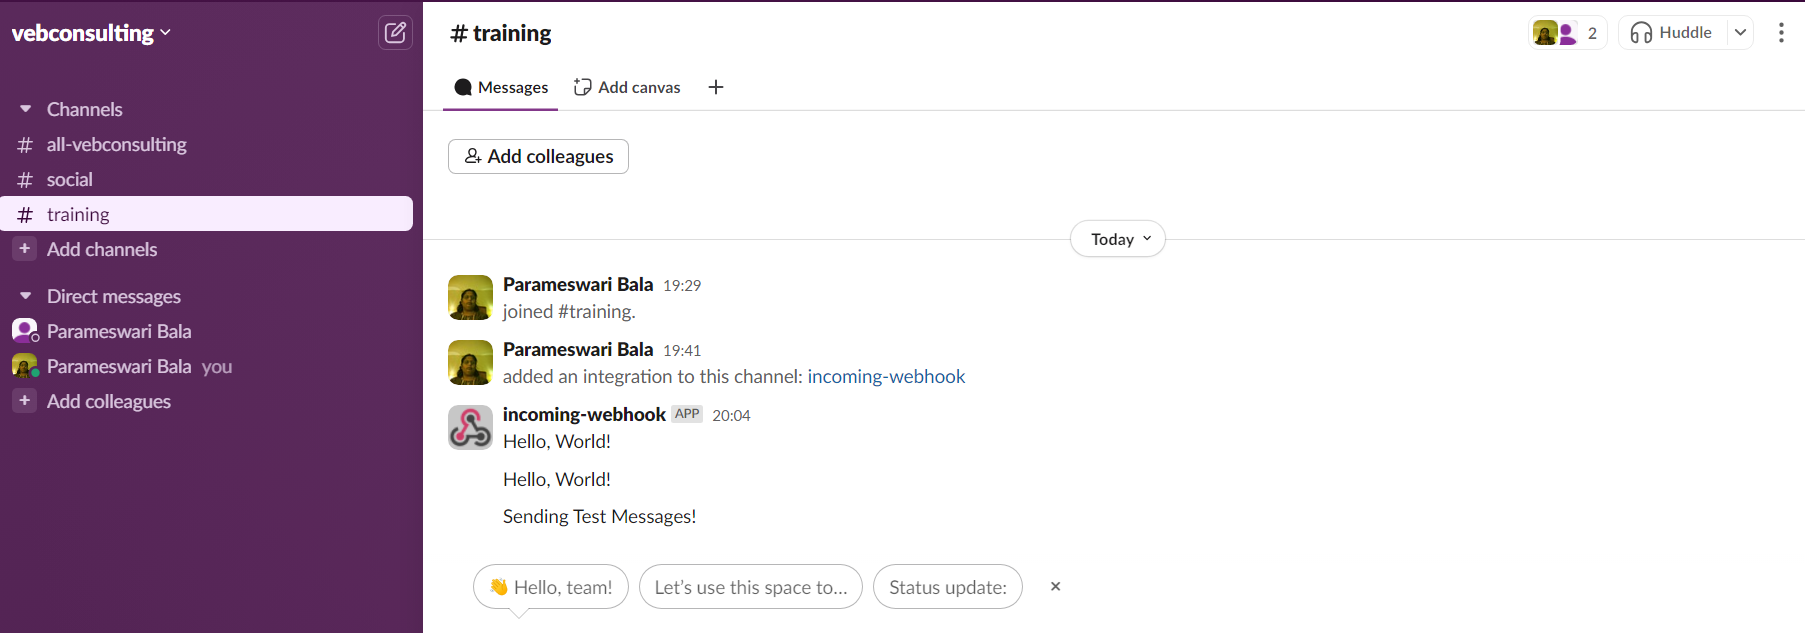 vebconsulting
Channels
# all-vebconsulting
# social
# training
+ Add channels
Direct messages
Parameswari Bala
Parameswari Bala you
+ Add colleagues
# training
2
Huddle
Messages
Add canvas
+
Add colleagues
Today
Parameswari Bala 19:29
joined #training.
Parameswari Bala 19:41
added an integration to this channel: incoming-webhook
incoming-webhook APP 20:04
Hello, World!
Hello, World!
Sending Test Messages!
👋 Hello, team!
Let’s use this space to...
Status update: